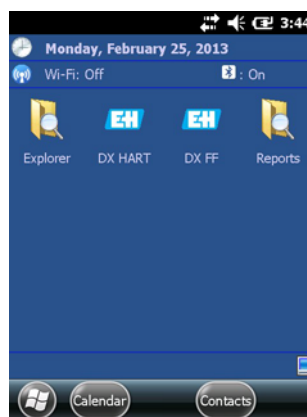 3:44
Monday, February 25, 2013
Wi-Fi: Off : On
E+H E+H
Explorer DX HART DX FF Reports
Calendar Contacts